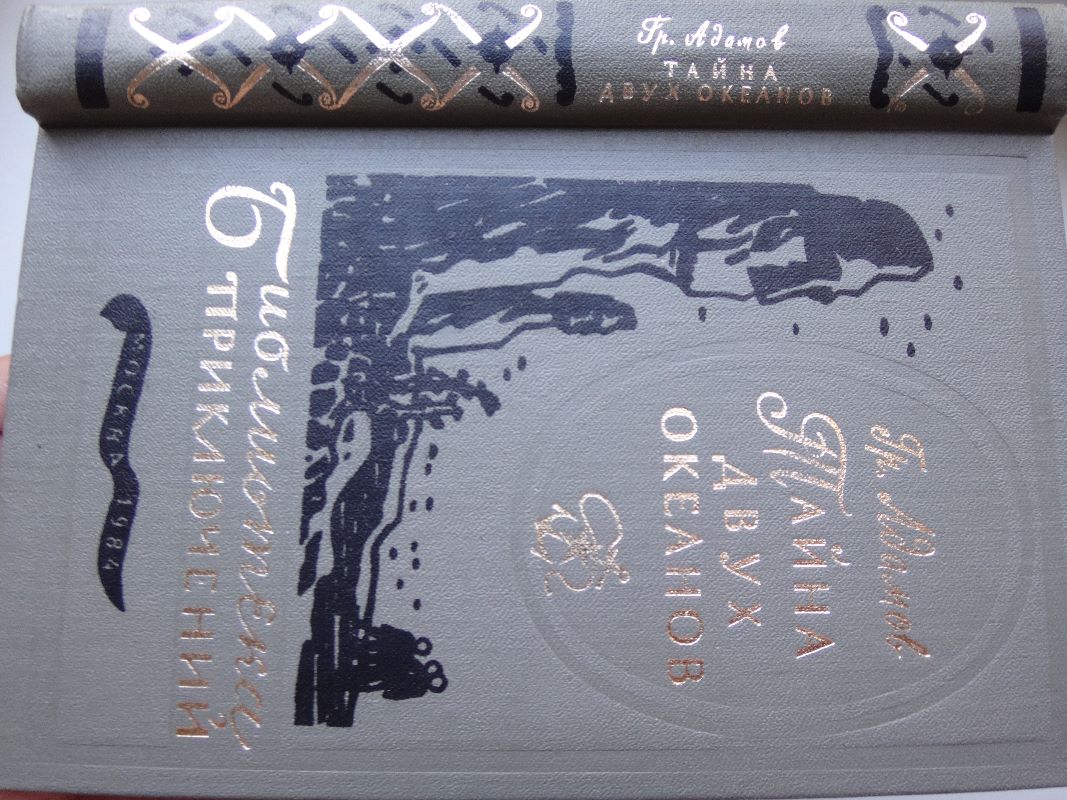 Гр. Адамов
ТАЙНА
ДВУХ ОКЕАНОВ
Гр. Адамов
ТАЙНА
ДВУХ
ОКЕАНОВ
Библиотека
ПРИКЛЮЧЕНИЙ
МОСКВА 1984